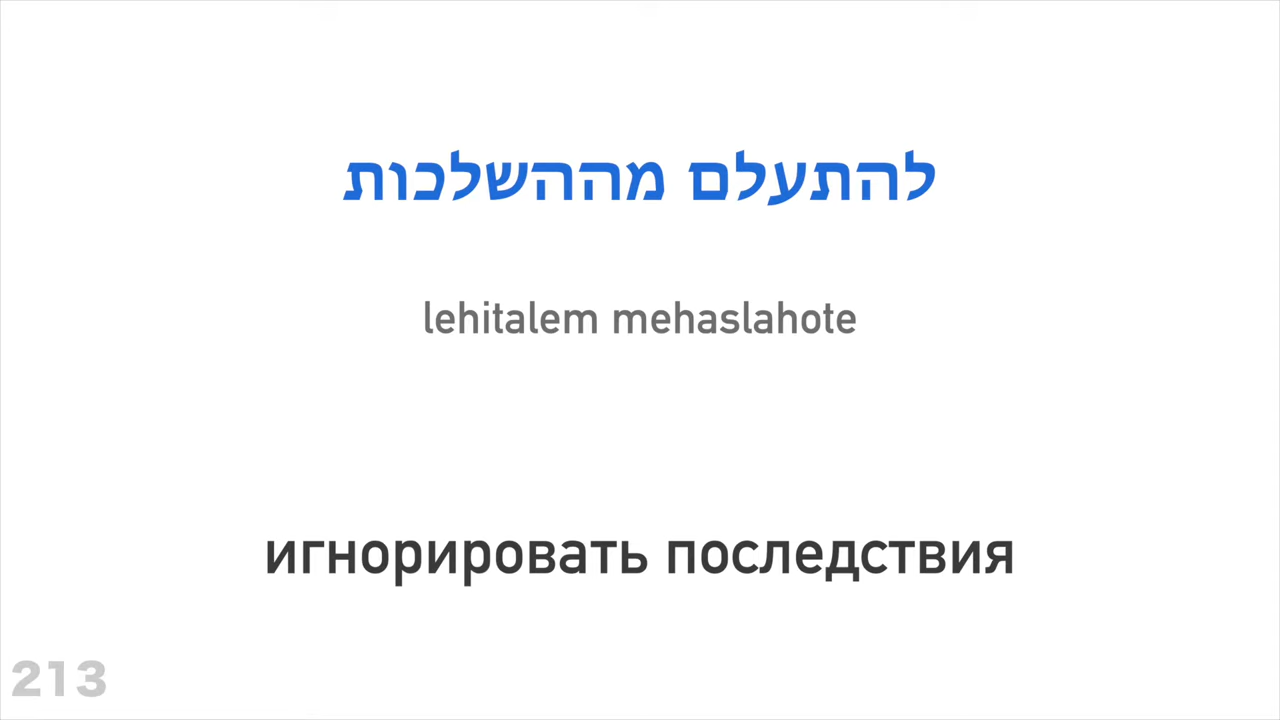 להתעלם מההשלכות
lehitalem mehaslahote
игнорировать последствия
213